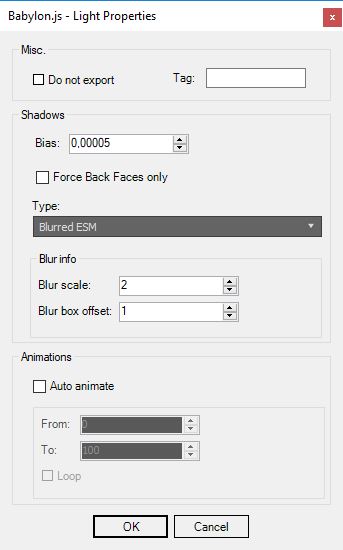 Babylon.js - Light Properties
x
Misc.
Do not export Tag:
Shadows
Bias: 0,00005
Force Back Faces only
Type:
Blurred ESM
Blur info
Blur scale: 2
Blur box offset: 1
Animations
Auto animate
From: 0
To: 100
Loop
OK Cancel